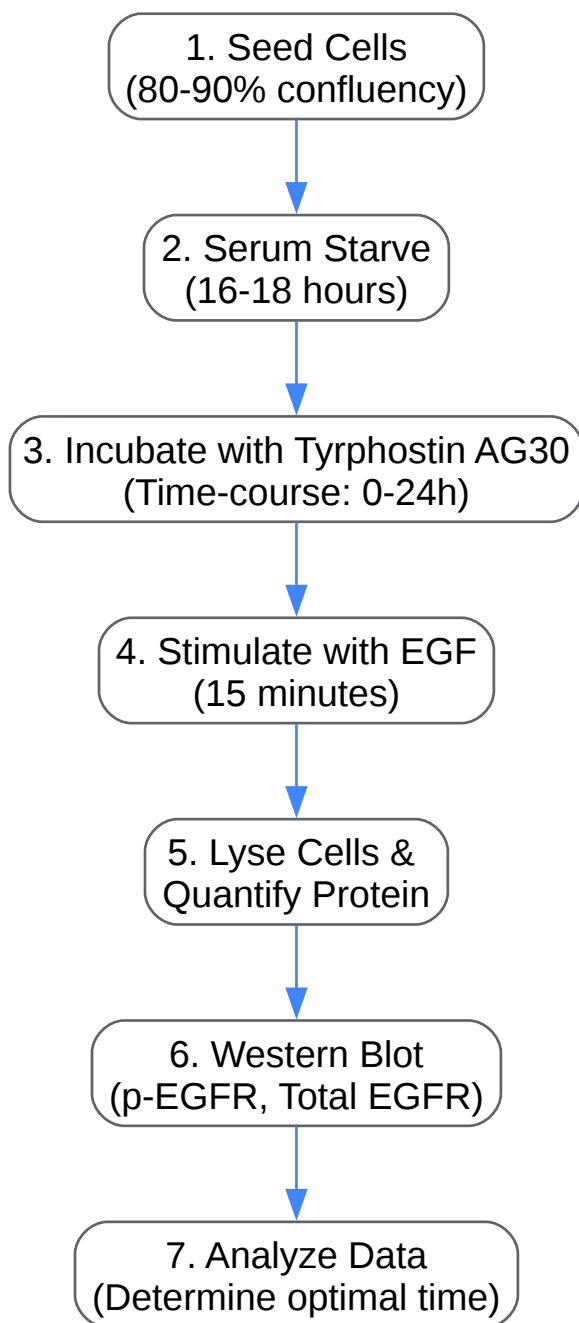 1. Seed Cells
(80-90% confluency)
2. Serum Starve
(16-18 hours)
3. Incubate with Tyrphostin AG30
(Time-course: 0-24h)
4. Stimulate with EGF
(15 minutes)
5. Lyse Cells &
Quantify Protein
6. Western Blot
(p-EGFR, Total EGFR)
7. Analyze Data
(Determine optimal time)